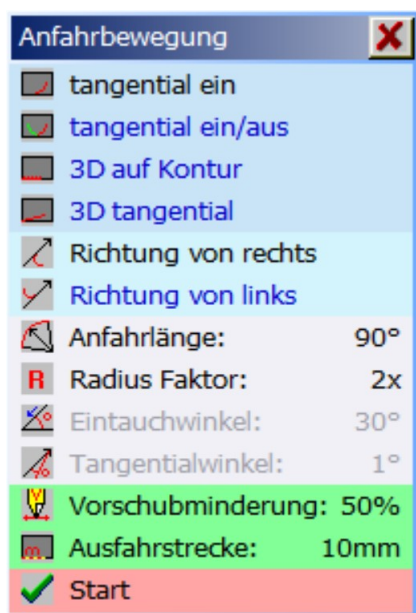 Anfahrbewegung
tangential ein
tangential ein/aus
3D auf Kontur
3D tangential
Richtung von rechts
Richtung von links
Anfahrlänge: 90°
R Radius Faktor: 2x
Eintauchwinkel: 30°
Tangentialwinkel: 1°
Vorschubminderung: 50%
Ausfahrstrecke: 10mm
Start